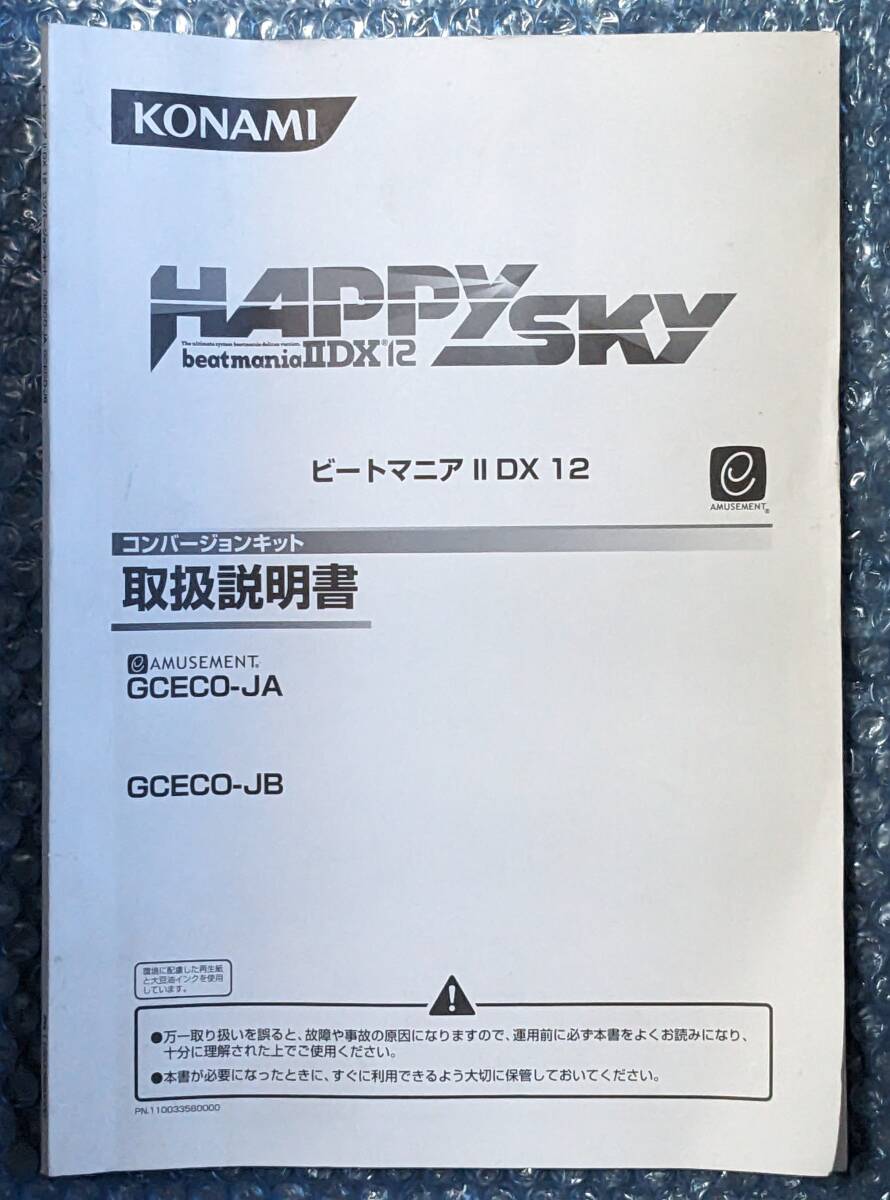 KONAMI
HAPPY SKY
The ultimate system beatmania deluxe version.
beatmania II DX® 12
ビートマニア II DX 12
e
AMUSEMENT®
コンバージョンキット
取扱説明書
e AMUSEMENT®
GCECO-JA
GCECO-JB
環境に配慮した再生紙
と大豆油インクを使用
しています。
●万一取り扱いを誤ると、故障や事故の原因になりますので、運用前に必ず本書をよくお読みになり、
十分に理解された上でご使用ください。
●本書が必要になったときに、すぐに利用できるよう大切に保管しておいてください。
PN.110033560000